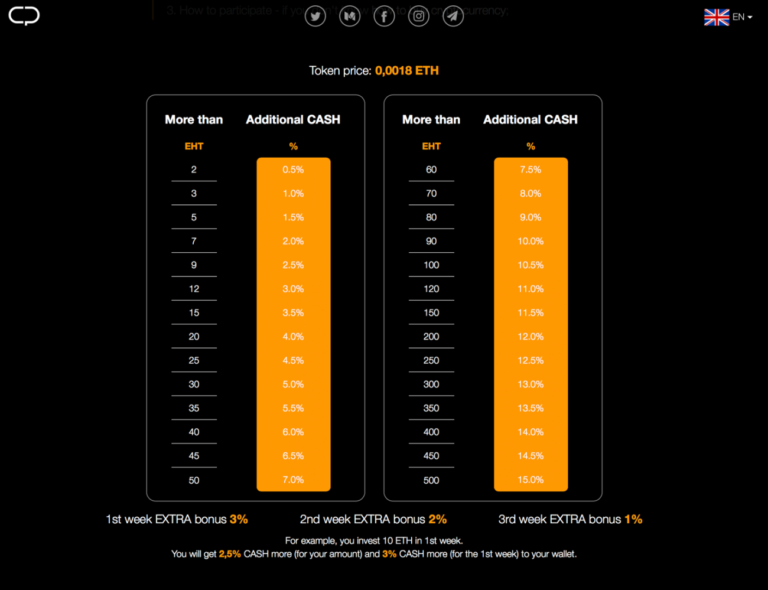 3. How to participate - if
EN
Token price: 0,0018 ETH
More than Additional CASH
EHT %
2 0.5%
3 1.0%
5 1.5%
7 2.0%
9 2.5%
12 3.0%
15 3.5%
20 4.0%
25 4.5%
30 5.0%
35 5.5%
40 6.0%
45 6.5%
50 7.0%
More than Additional CASH
EHT %
60 7.5%
70 8.0%
80 9.0%
90 10.0%
100 10.5%
120 11.0%
150 11.5%
200 12.0%
250 12.5%
300 13.0%
350 13.5%
400 14.0%
450 14.5%
500 15.0%
1st week EXTRA bonus 3% 2nd week EXTRA bonus 2% 3rd week EXTRA bonus 1%
For example, you invest 10 ETH in 1st week.
You will get 2,5% CASH more (for your amount) and 3% CASH more (for the 1st week) to your wallet.